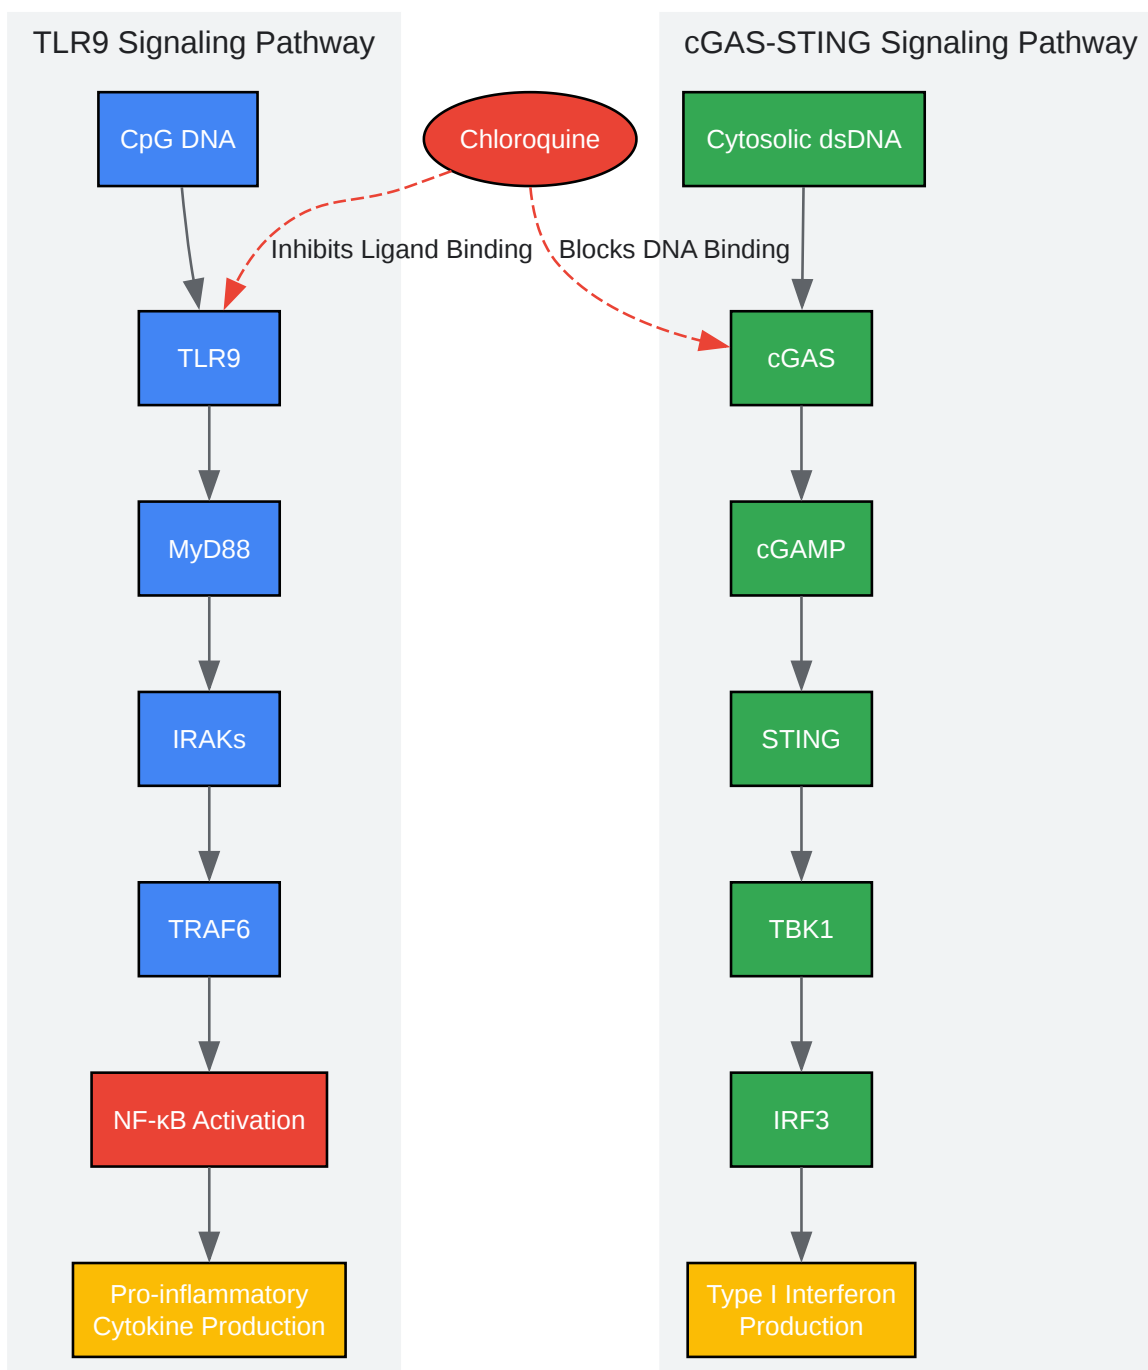 TLR9 Signaling Pathway
CpG DNA
TLR9
MyD88
IRAKs
TRAF6
NF-κB Activation
Pro-inflammatory
Cytokine Production
Chloroquine
Inhibits Ligand Binding
Blocks DNA Binding
cGAS-STING Signaling Pathway
Cytosolic dsDNA
cGAS
cGAMP
STING
TBK1
IRF3
Type I Interferon
Production